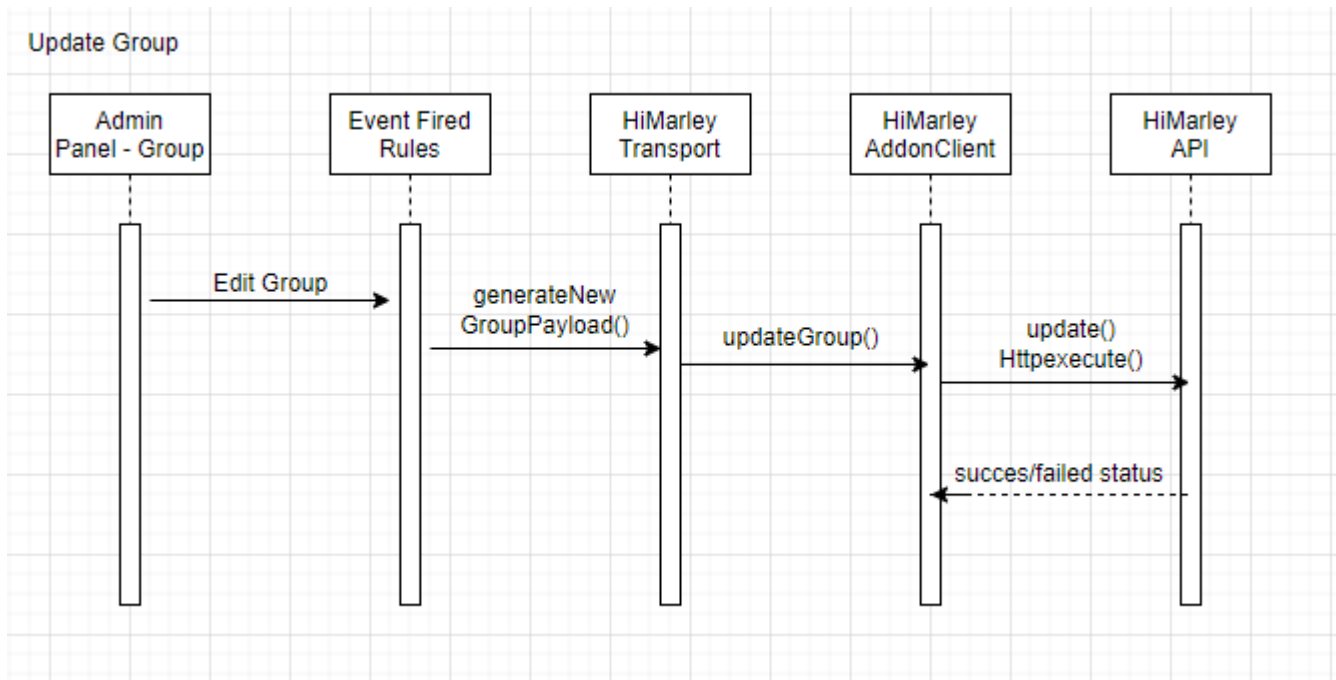 Update Group
Admin
Panel - Group
Event Fired
Rules
HiMarley
Transport
HiMarley
AddonClient
HiMarley
API
Edit Group
generateNew
GroupPayload()
updateGroup()
update()
Httpexecute()
succes/failed status